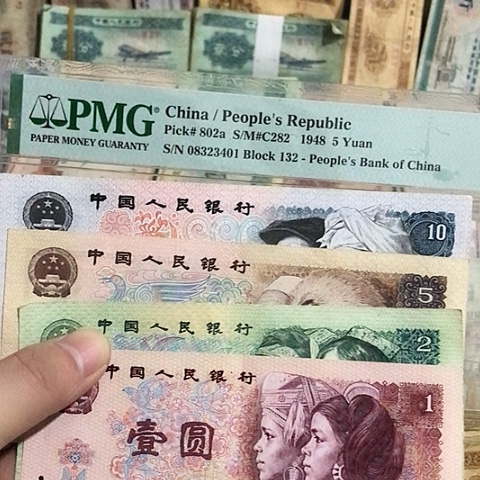 PMG®
PAPER MONEY GUARANTY
China / People's Republic
Pick# 802a S/M#C282 1948 5 Yuan
S/N 08323401 Block 132 - People's Bank of China
中国人民银行
10
中国人民银行
5
中国人民银行
2
中国人民银行
1
壹圆